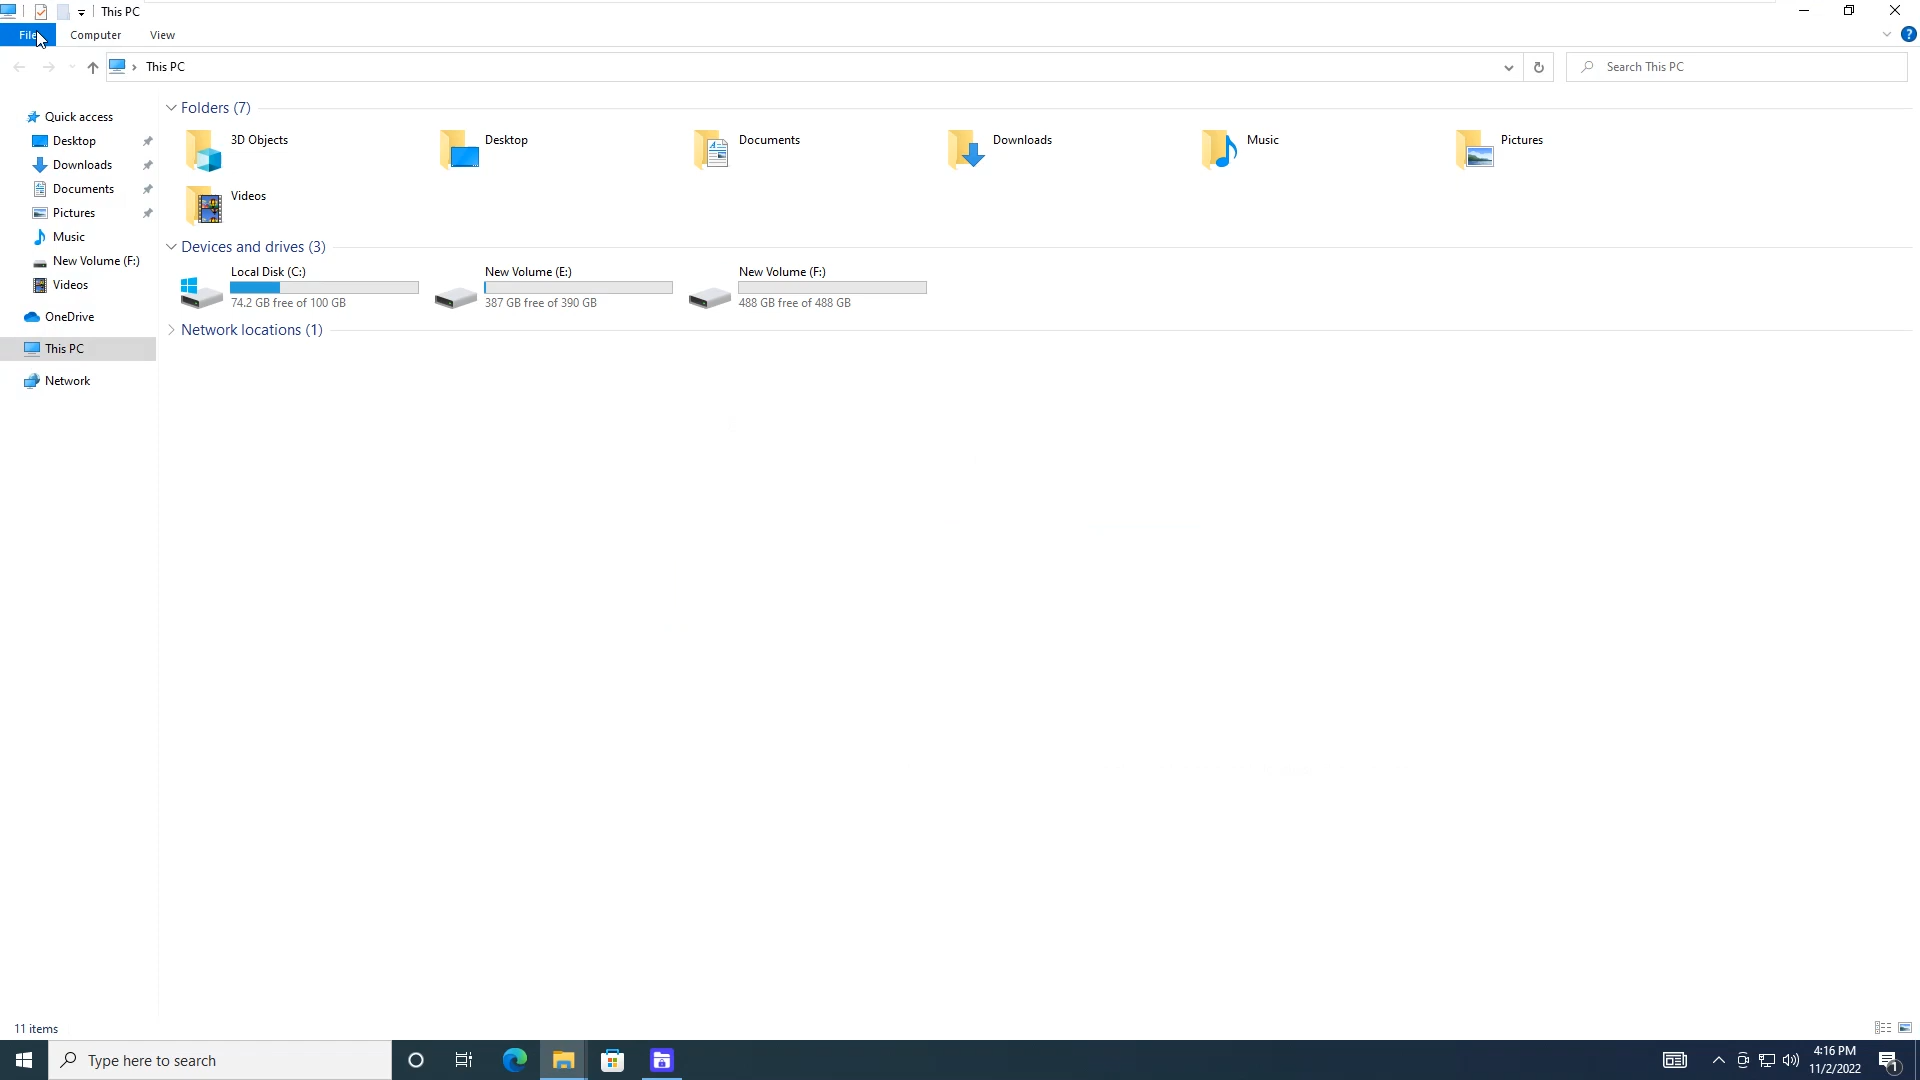 This PC
File
Computer
View
This PC
Search This PC
Quick access
Desktop
Downloads
Documents
Pictures
Music
New Volume (F:)
Videos
OneDrive
This PC
Network
Folders (7)
3D Objects
Desktop
Documents
Downloads
Music
Pictures
Videos
Devices and drives (3)
Local Disk (C:)
74.2 GB free of 100 GB
New Volume (E:)
387 GB free of 390 GB
New Volume (F:)
488 GB free of 488 GB
Network locations (1)
11 items
Type here to search
4:16 PM
11/2/2022
1